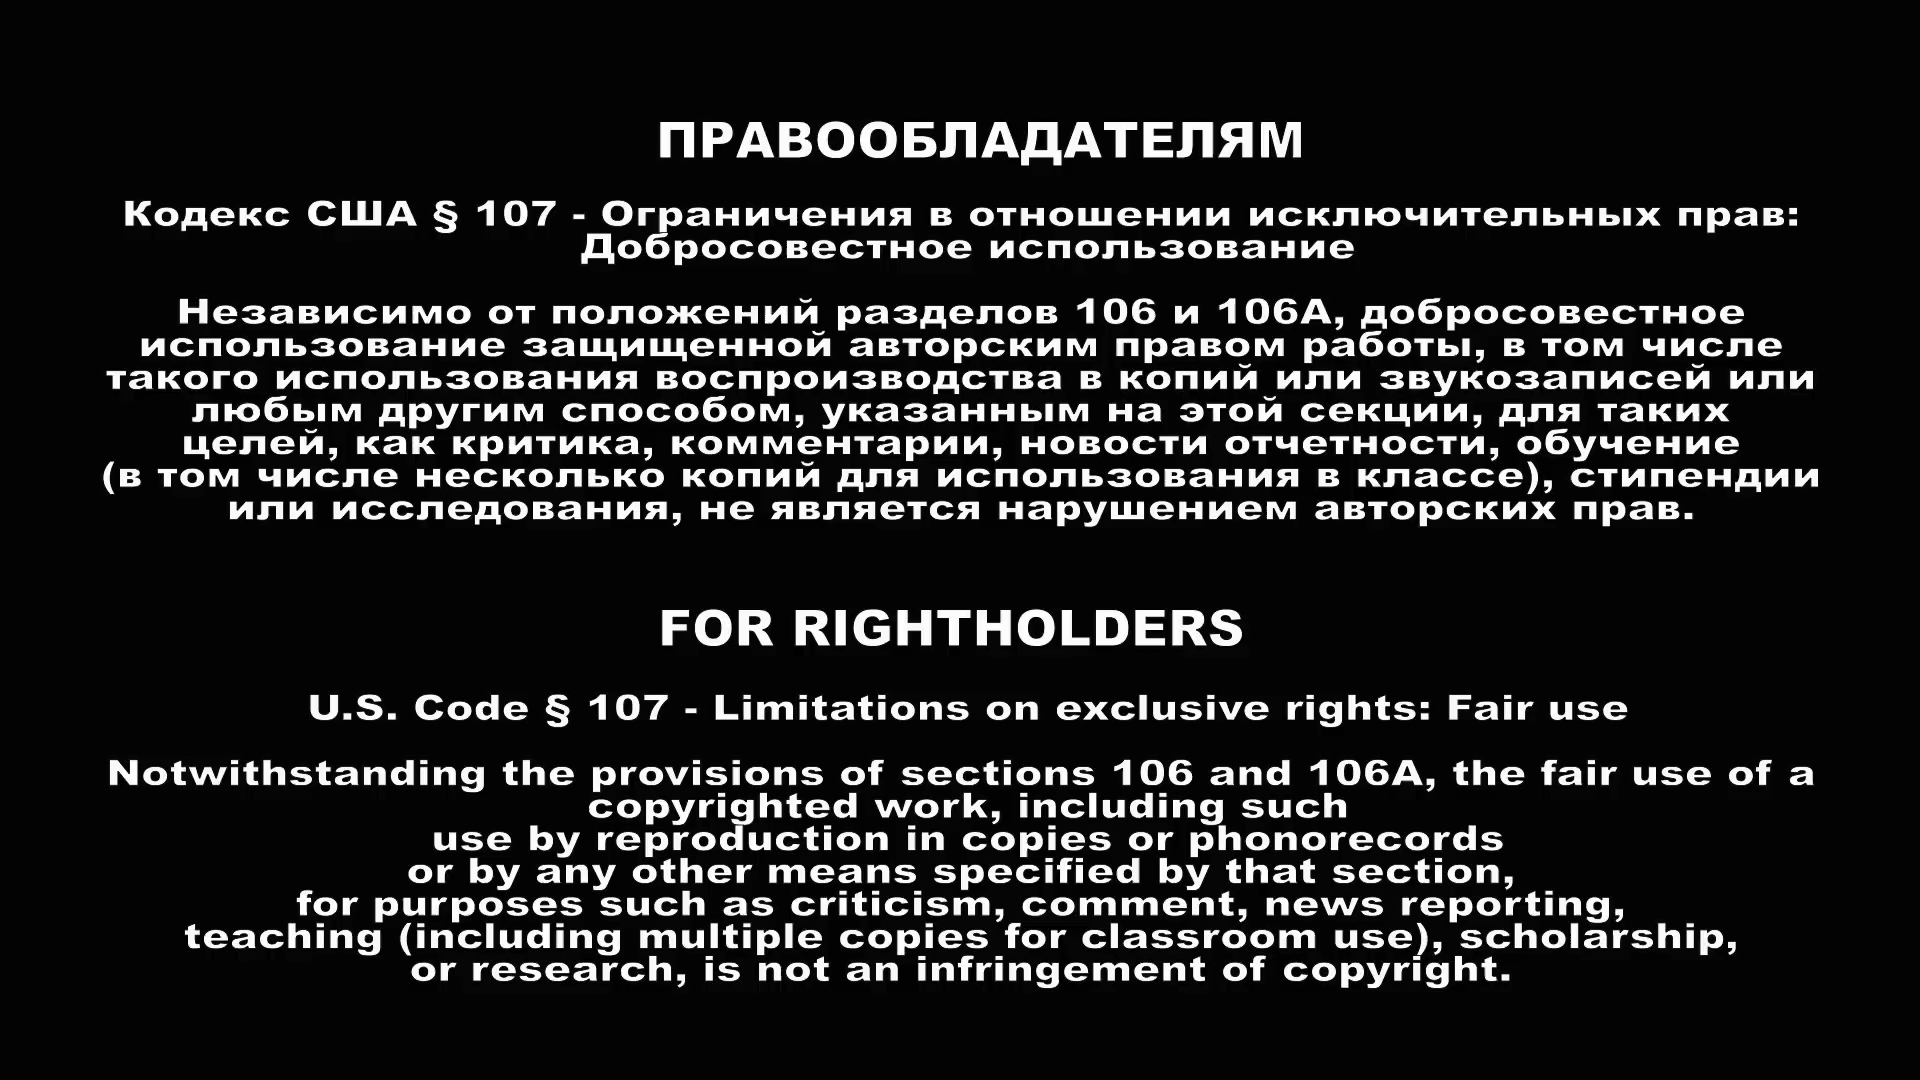 ПРАВООБЛАДАТЕЛЯМ
Кодекс США § 107 - Ограничения в отношении исключительных прав:
Добросовестное использование
Независимо от положений разделов 106 и 106А, добросовестное
использование защищенной авторским правом работы, в том числе
такого использования воспроизводства в копий или звукозаписей или
любым другим способом, указанным на этой секции, для таких
целей, как критика, комментарии, новости отчетности, обучение
(в том числе несколько копий для использования в классе), стипендии
или исследования, не является нарушением авторских прав.
FOR RIGHTHOLDERS
U.S. Code § 107 - Limitations on exclusive rights: Fair use
Notwithstanding the provisions of sections 106 and 106A, the fair use of a
copyrighted work, including such
use by reproduction in copies or phonorecords
or by any other means specified by that section,
for purposes such as criticism, comment, news reporting,
teaching (including multiple copies for classroom use), scholarship,
or research, is not an infringement of copyright.